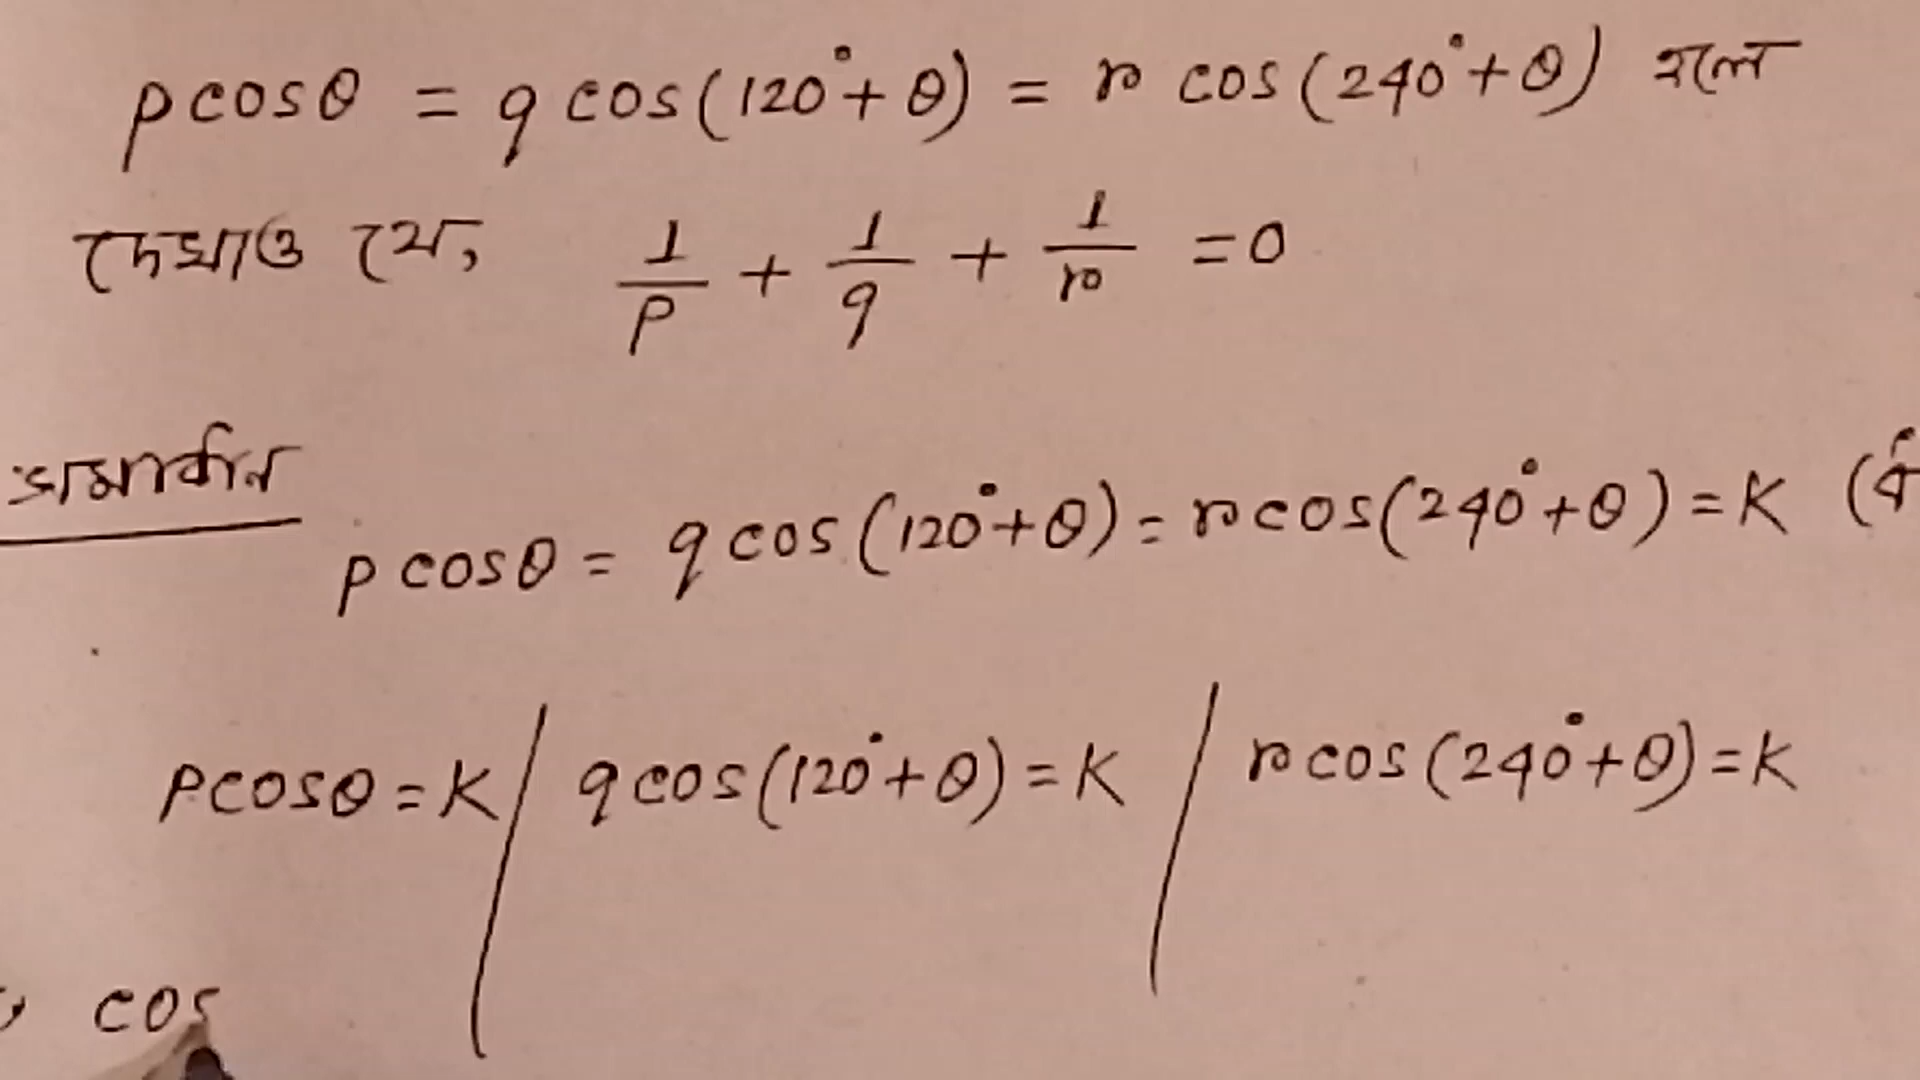 pcosθ = qcos(120°+θ) = r cos(240°+θ) হলে
দেখাও যে, 1/p + 1/q + 1/r = 0
সমাধান
pcosθ = qcos(120°+θ) = rcos(240°+θ) = K
pcosθ = K / qcos(120°+θ) = K / rcos(240°+θ) = K
, cos